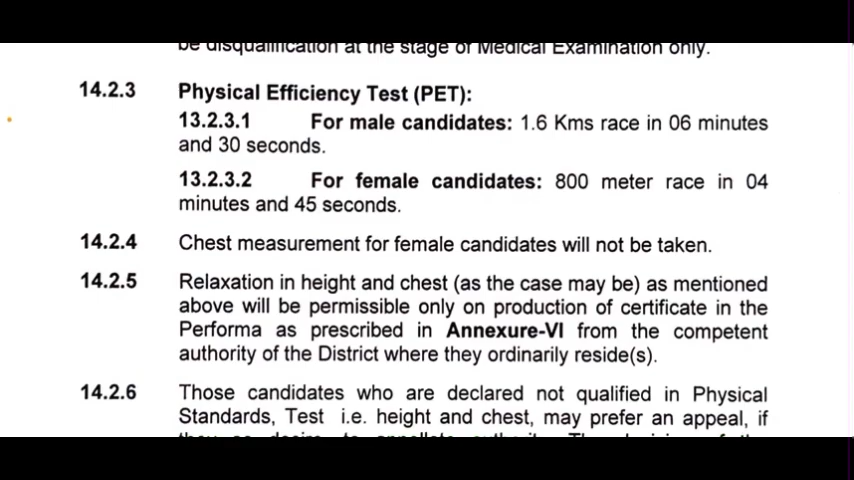 be disqualification at the stage of Medical Examination only.
14.2.3 Physical Efficiency Test (PET):
13.2.3.1 For male candidates: 1.6 Kms race in 06 minutes
and 30 seconds.
13.2.3.2 For female candidates: 800 meter race in 04
minutes and 45 seconds.
14.2.4 Chest measurement for female candidates will not be taken.
14.2.5 Relaxation in height and chest (as the case may be) as mentioned
above will be permissible only on production of certificate in the
Performa as prescribed in Annexure-VI from the competent
authority of the District where they ordinarily reside(s).
14.2.6 Those candidates who are declared not qualified in Physical
Standards, Test i.e. height and chest, may prefer an appeal, if